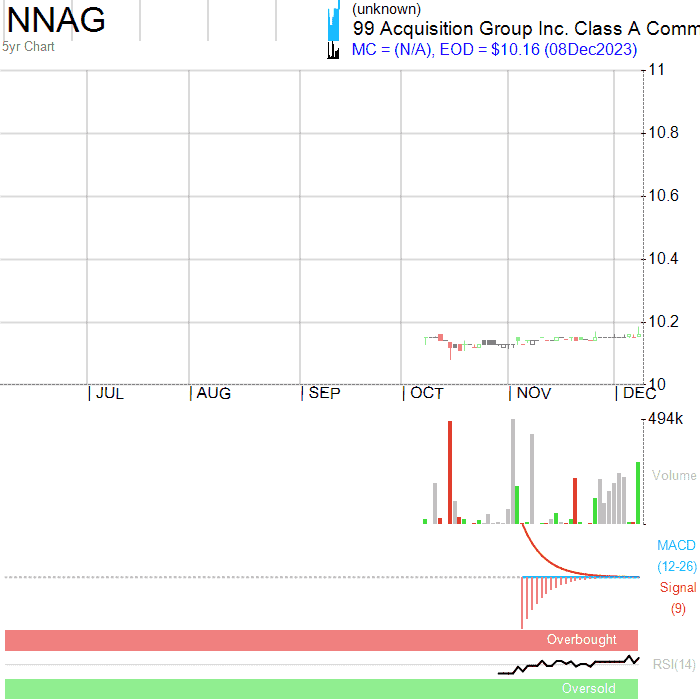 NNAG
(unknown)
99 Acquisition Group Inc. Class A Comm
5yr Chart
MC = (N/A), EOD = $10.16 (08Dec2023)
11
10.8
10.6
10.4
10.2
10
JUL AUG SEP OCT NOV DEC
494k
Volume
MACD
(12-26)
Signal
(9)
Overbought
RSI(14)
Oversold